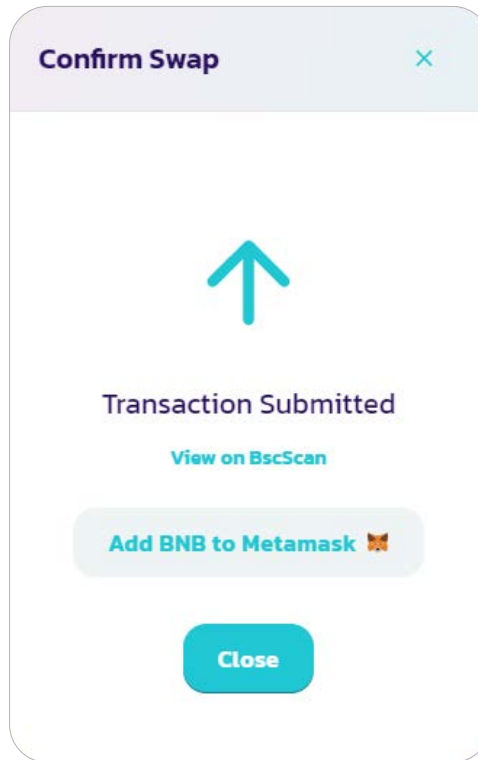 Confirm Swap
Transaction Submitted
View on BscScan
Add BNB to Metamask
Close